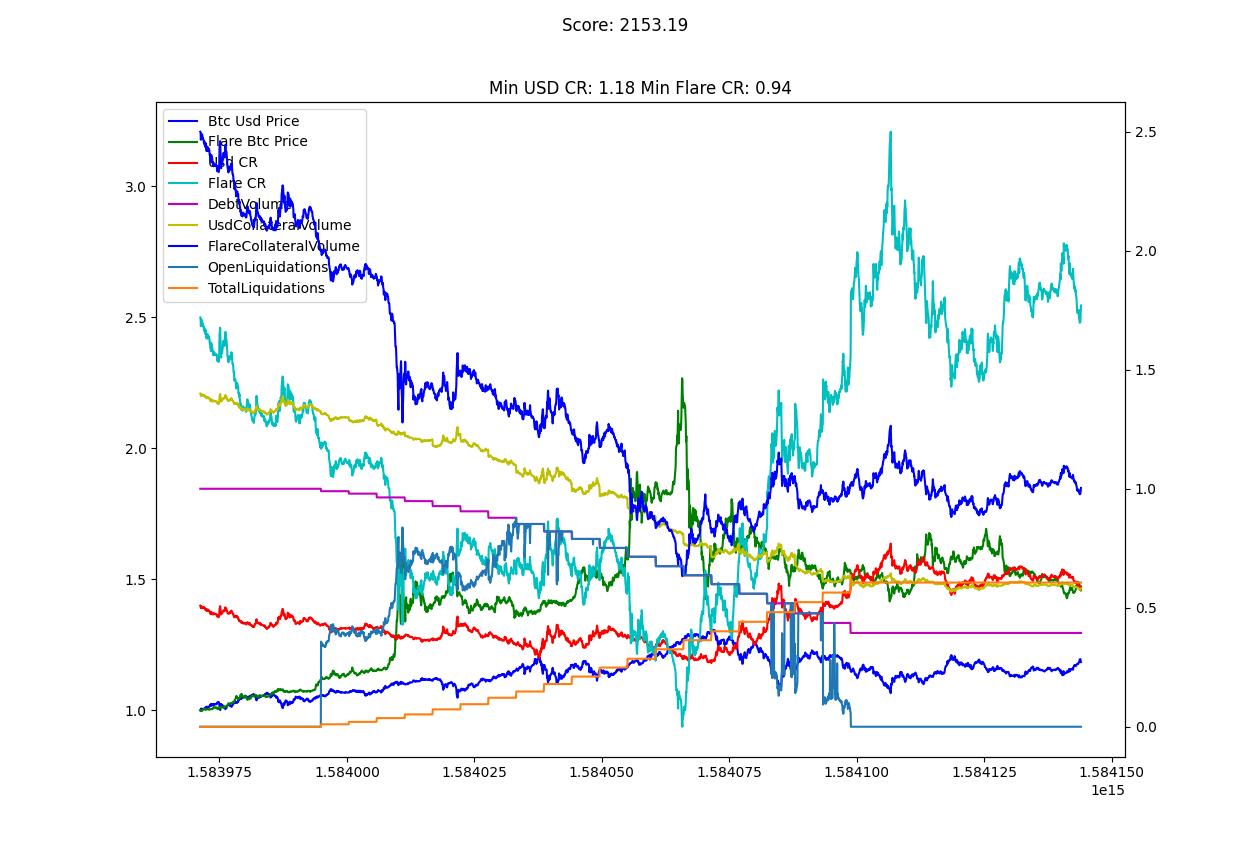 Score: 2153.19
Min USD CR: 1.18 Min Flare CR: 0.94
Btc Usd Price
Flare Btc Price
Usd CR
Flare CR
DebtVolume
UsdCollateralVolume
FlareCollateralVolume
OpenLiquidations
TotalLiquidations
3.0
2.5
2.0
1.5
1.0
2.5
2.0
1.5
1.0
0.5
0.0
1.583975
1.584000
1.584025
1.584050
1.584075
1.584100
1.584125
1.584150
1e15